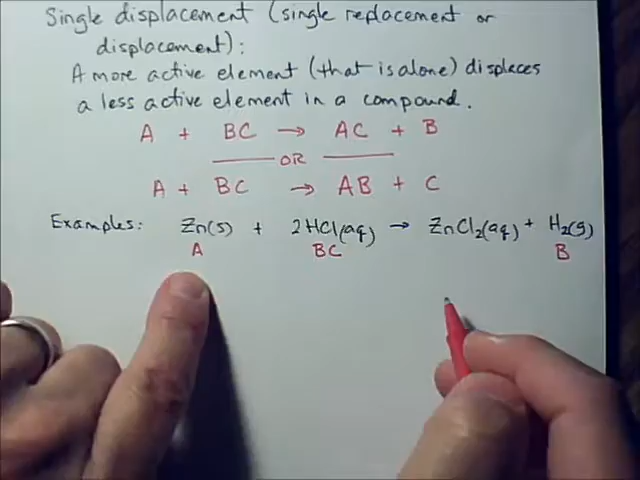 Single displacement (single replacement or
displacement):
A more active element (that is alone) displaces
a less active element in a compound.
A + BC → AC + B
OR
A + BC → AB + C
Examples: Zn(s) + 2HCl(aq) → ZnCl₂(aq) + H₂(g)
A BC B